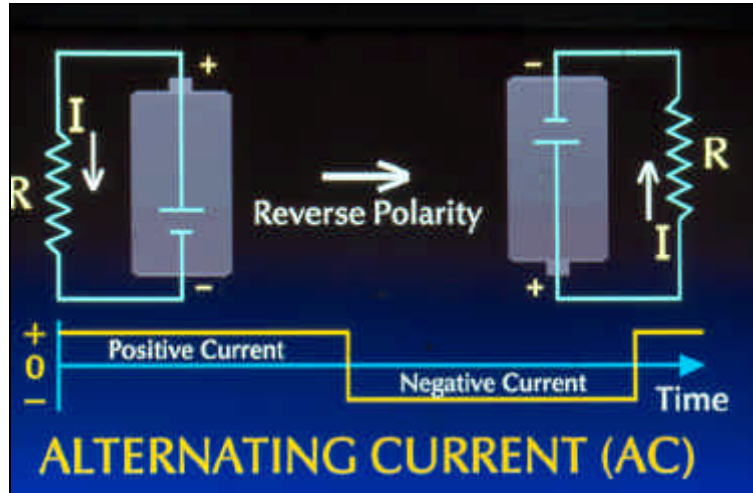 +
I
R
−
−
R
I
+
Reverse Polarity
+
0
−
Positive Current
Negative Current
Time
ALTERNATING CURRENT (AC)